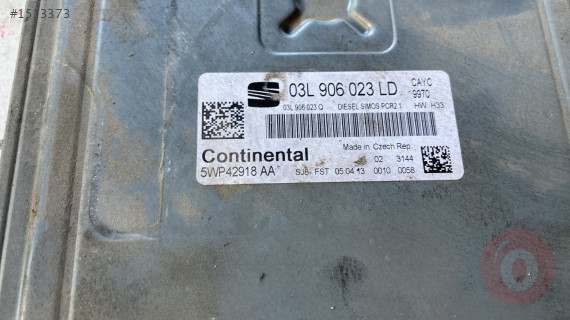 #1513373
03L 906 023 LD
CAYC
9970
03L 906 023 Q DIESEL SIMOS PCR2.1 HW: H33
Continental
Made in Czech Rep.
02 3144
5WP42918 AA SJB- FST 05.04.13 0010 0058